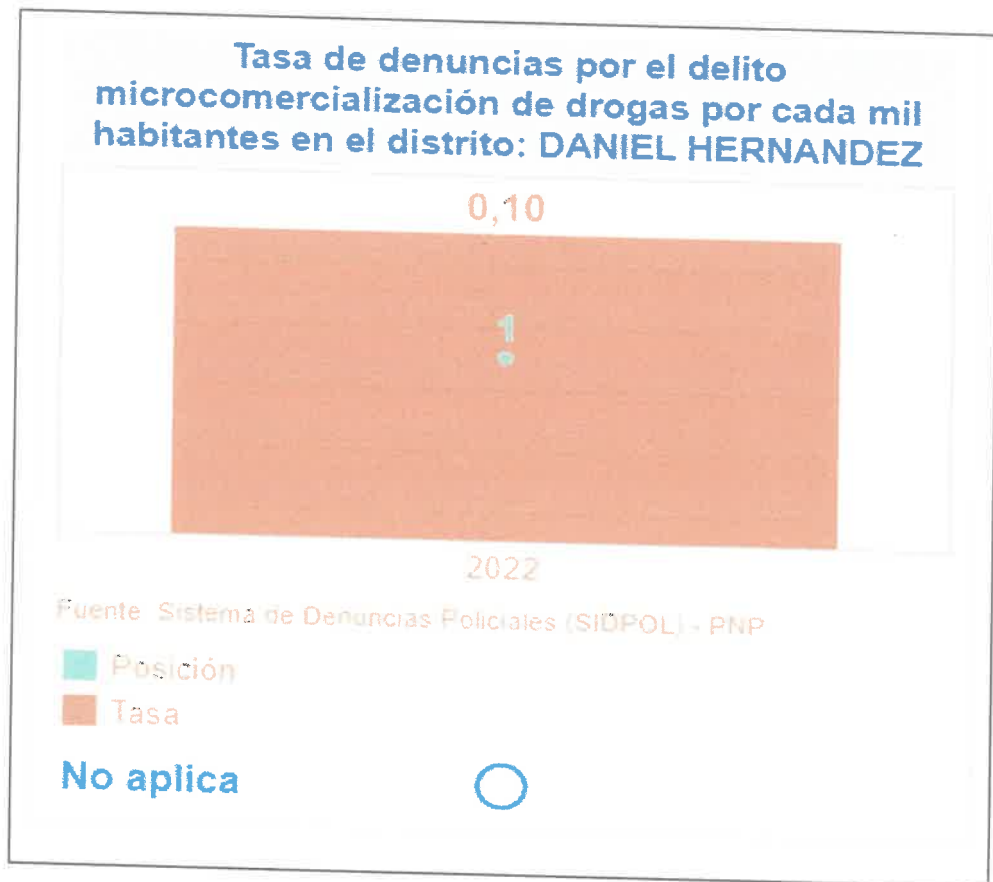 Tasa de denuncias por el delito
microcomercialización de drogas por cada mil
habitantes en el distrito: DANIEL HERNANDEZ
0,10
1
2022
Fuente Sistema de Denuncias Policiales (SIDPOL) - PNP
Posición
Tasa
No aplica